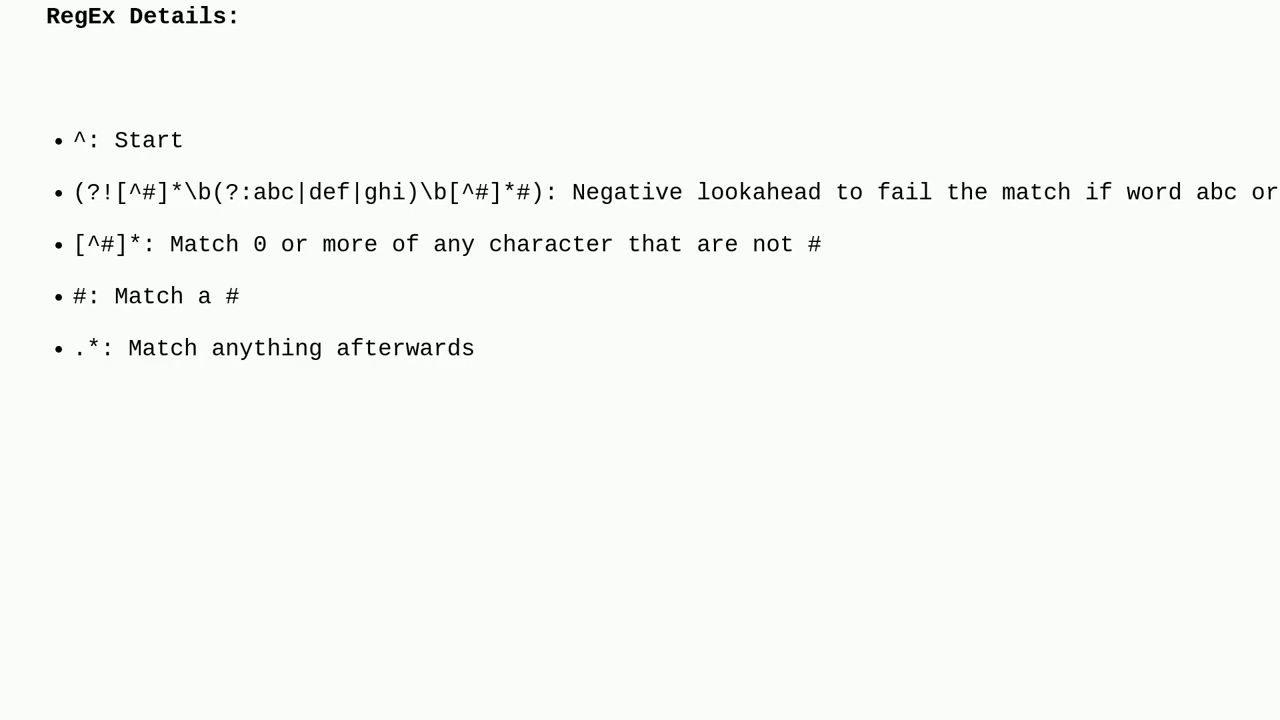 RegEx Details:
• ^: Start
• (?![^#]*\b(?:abc|def|ghi)\b[^#]*#): Negative lookahead to fail the match if word abc or
• [^#]*: Match 0 or more of any character that are not #
• #: Match a #
• .*: Match anything afterwards